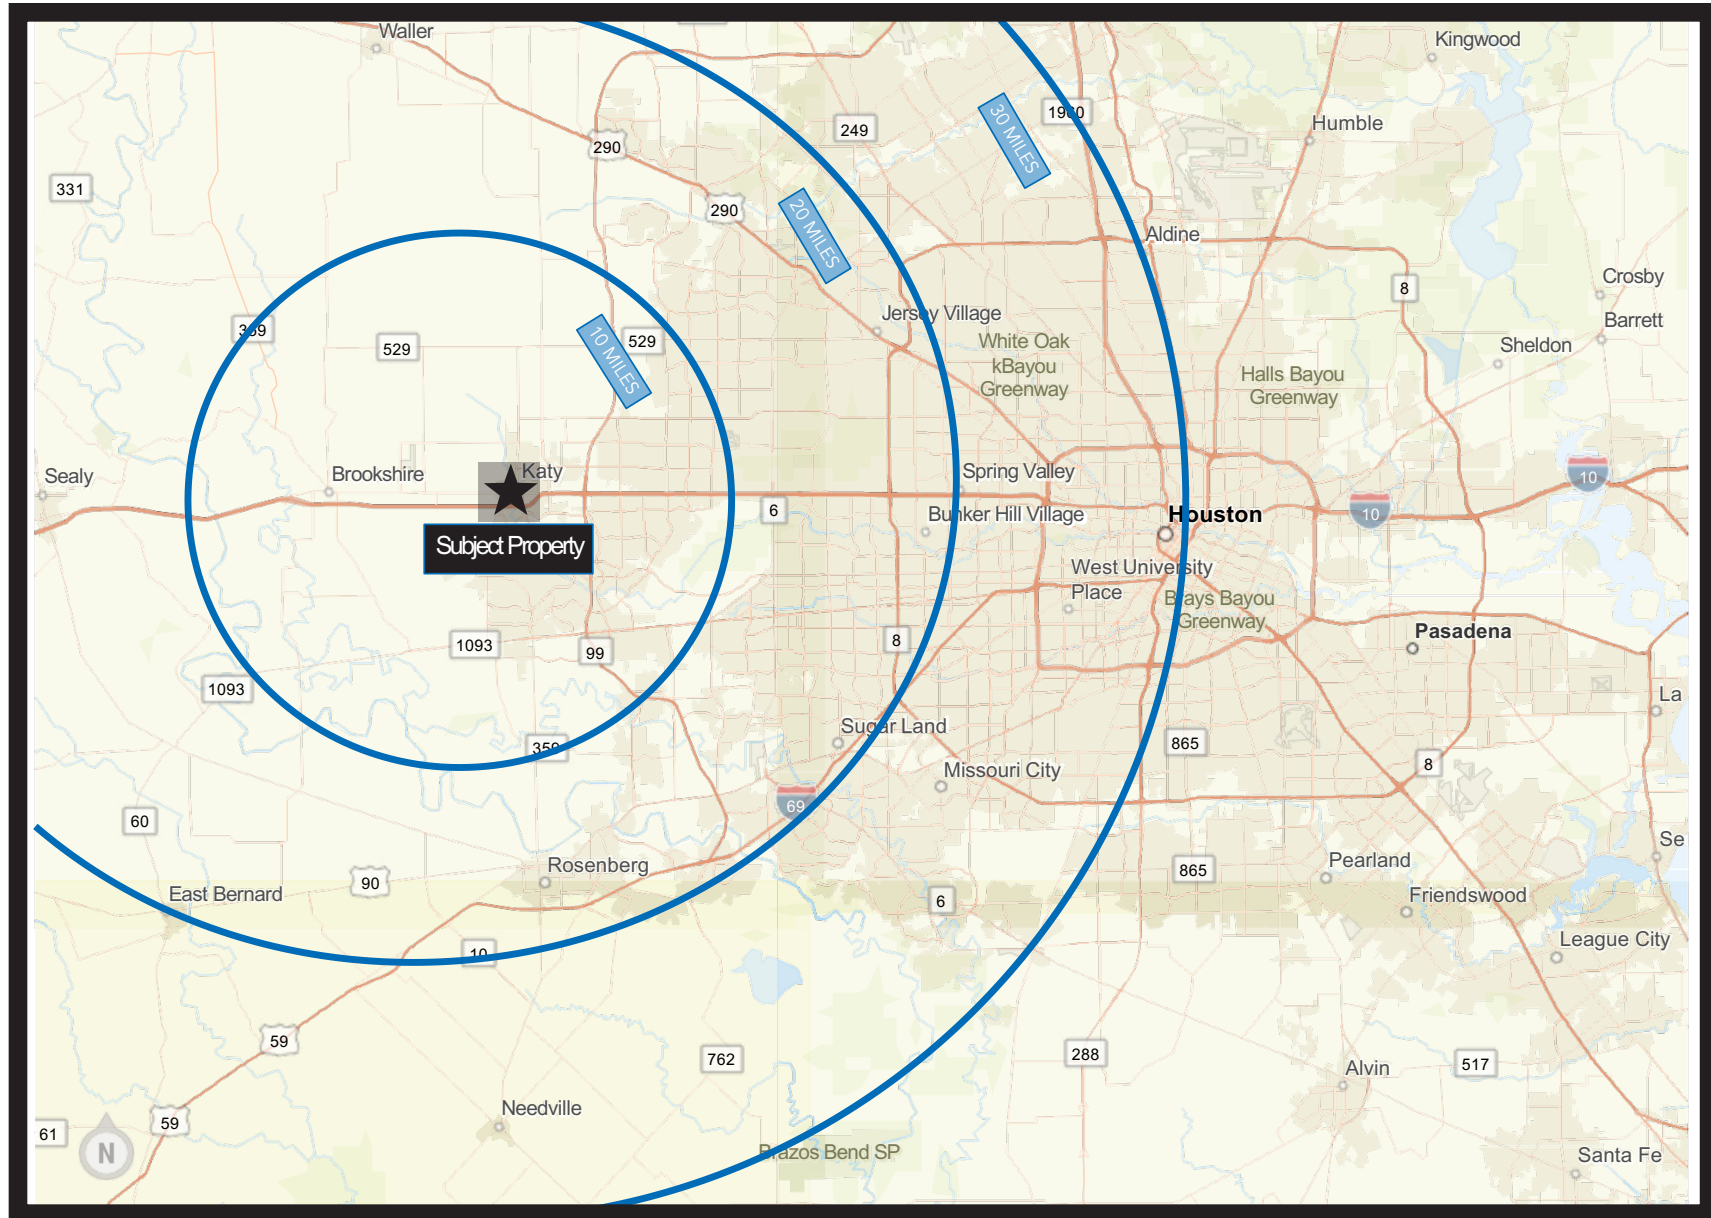 Waller
Kingwood
30 MILES
1960
249
Humble
290
331
290
20 MILES
Aldine
Crosby
8
Jersey Village
Barrett
359
529
529
10 MILES
White Oak
kBayou
Greenway
Sheldon
Halls Bayou
Greenway
Sealy
Brookshire
Katy
Spring Valley
10
6
Bunker Hill Village
Houston
10
Subject Property
West University
Place
Brays Bayou
Greenway
Pasadena
1093
99
8
1093
La
Sugar Land
359
865
Missouri City
8
69
60
Se
Rosenberg
Pearland
90
865
East Bernard
6
Friendswood
10
League City
59
762
288
517
Alvin
Needville
59
61
N
Brazos Bend SP
Santa Fe